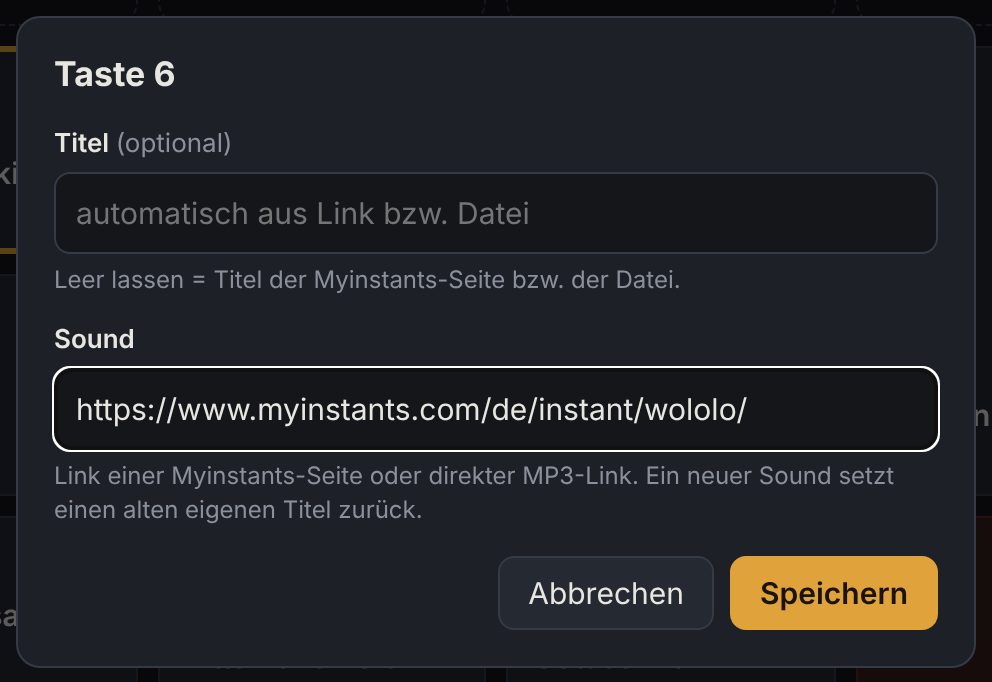 Taste 6
Titel (optional)
automatisch aus Link bzw. Datei
Leer lassen = Titel der Myinstants-Seite bzw. der Datei.
Sound
https://www.myinstants.com/de/instant/wololo/
Link einer Myinstants-Seite oder direkter MP3-Link. Ein neuer Sound setzt
einen alten eigenen Titel zurück.
Abbrechen
Speichern